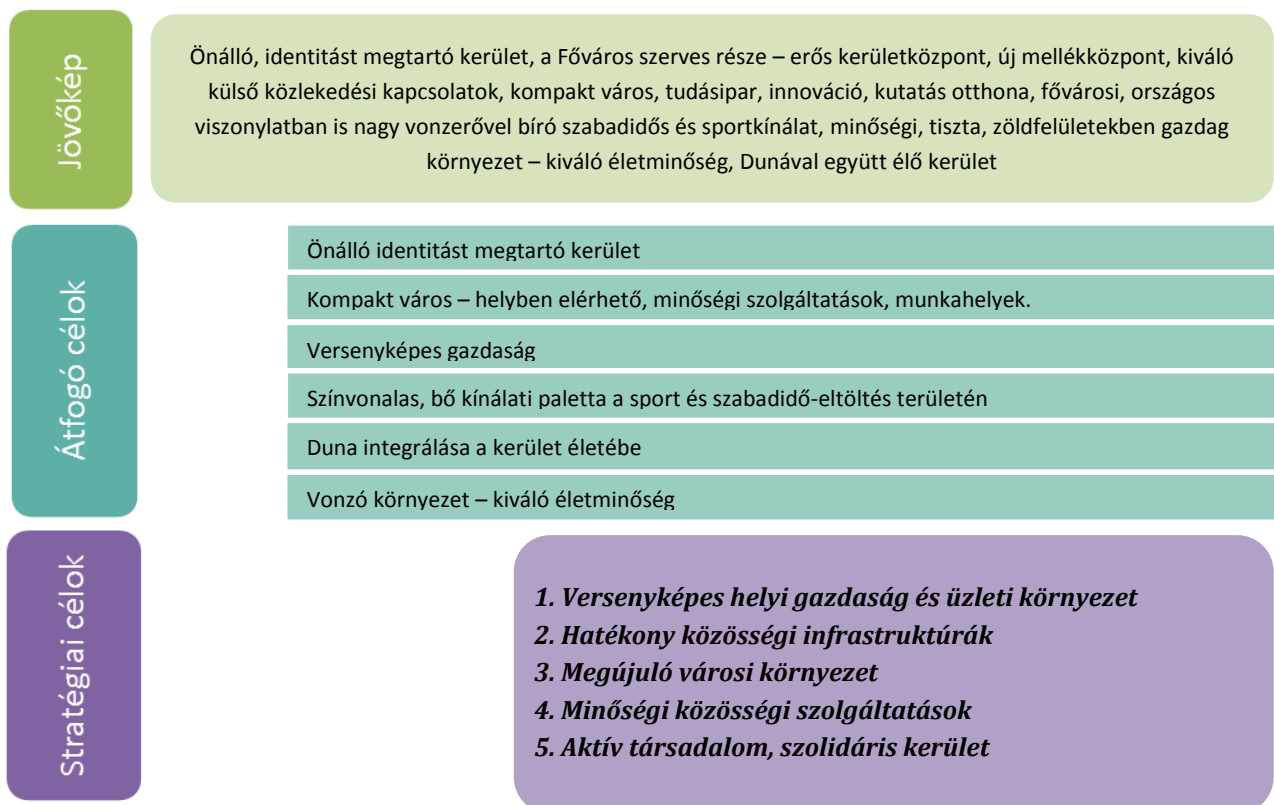 Jövőkép
Önálló, identitást megtartó kerület, a Főváros szerves része – erős kerületközpont, új mellékközpont, kiváló
külső közlekedési kapcsolatok, kompakt város, tudásipar, innováció, kutatás otthona, fővárosi, országos
viszonylatban is nagy vonzerővel bíró szabadidős és sportkínálat, minőségi, tiszta, zöldfelületekben gazdag
környezet – kiváló életminőség, Dunával együtt élő kerület
Átfogó célok
Önálló identitást megtartó kerület
Kompakt város – helyben elérhető, minőségi szolgáltatások, munkahelyek.
Versenyképes gazdaság
Színvonalas, bő kínálati paletta a sport és szabadidő-eltöltés területén
Duna integrálása a kerület életébe
Vonzó környezet – kiváló életminőség
Stratégiai célok
1. Versenyképes helyi gazdaság és üzleti környezet
2. Hatékony közösségi infrastruktúrák
3. Megújuló városi környezet
4. Minőségi közösségi szolgáltatások
5. Aktív társadalom, szolidáris kerület